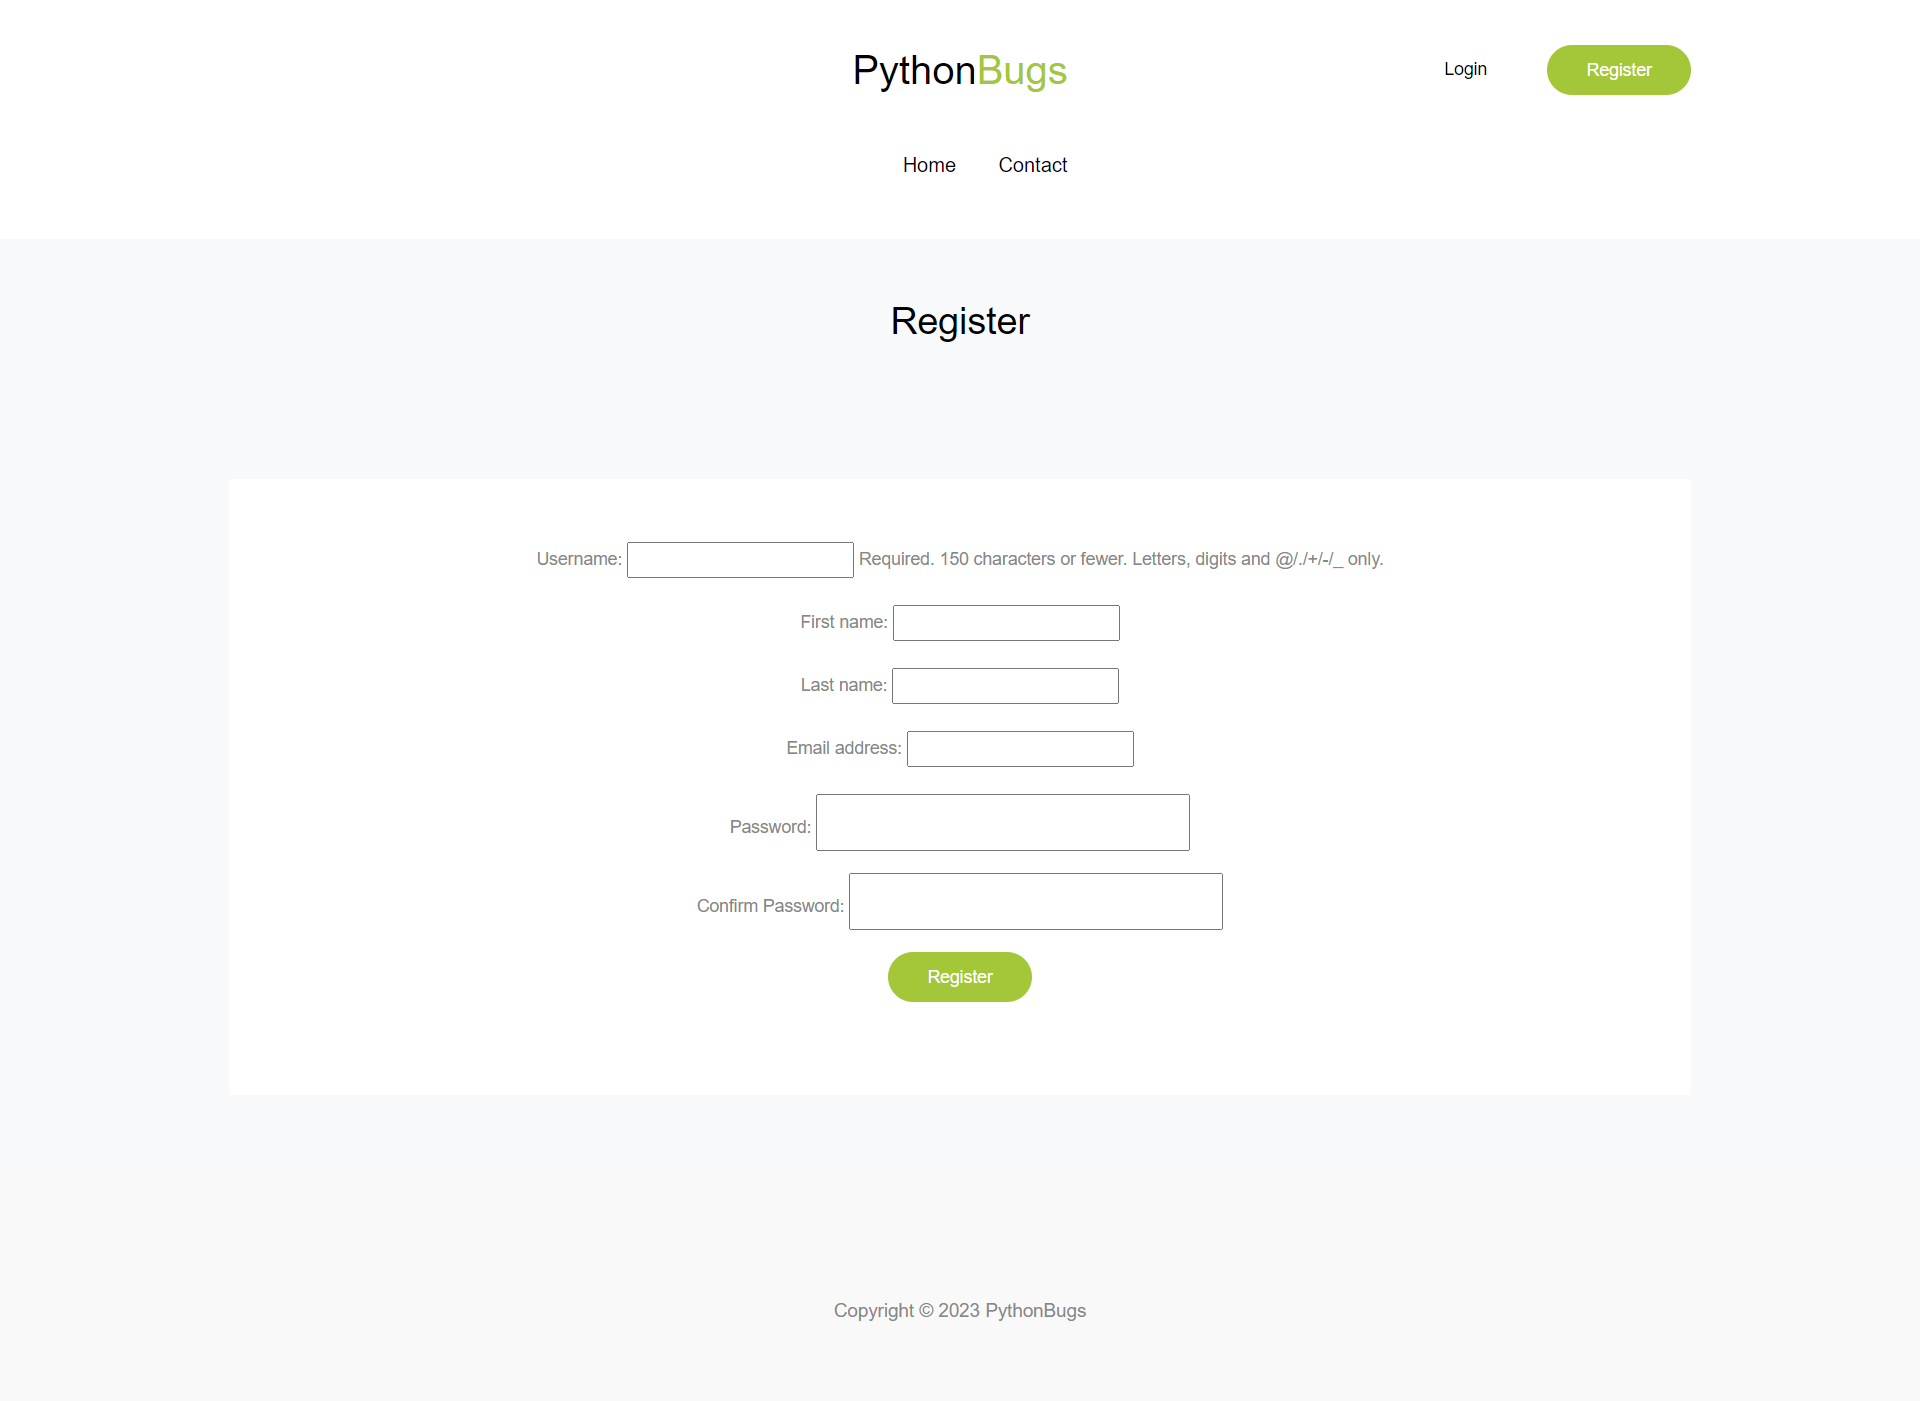 PythonBugs
Login
Register
Home
Contact
Register
Username: Required. 150 characters or fewer. Letters, digits and @/./+/-/_ only.
First name:
Last name:
Email address:
Password:
Confirm Password:
Register
Copyright © 2023 PythonBugs